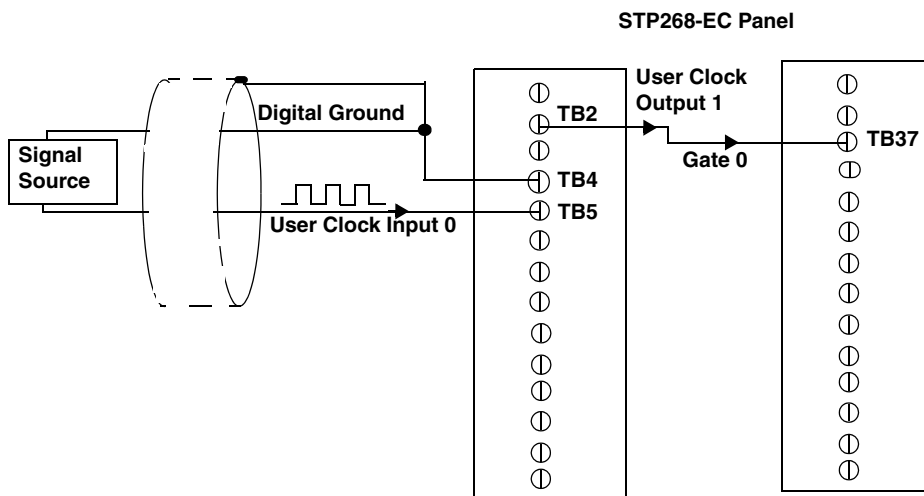 STP268-EC Panel
User Clock
Output 1
TB2
Digital Ground
TB37
Signal
Source
Gate 0
TB4
TB5
User Clock Input 0